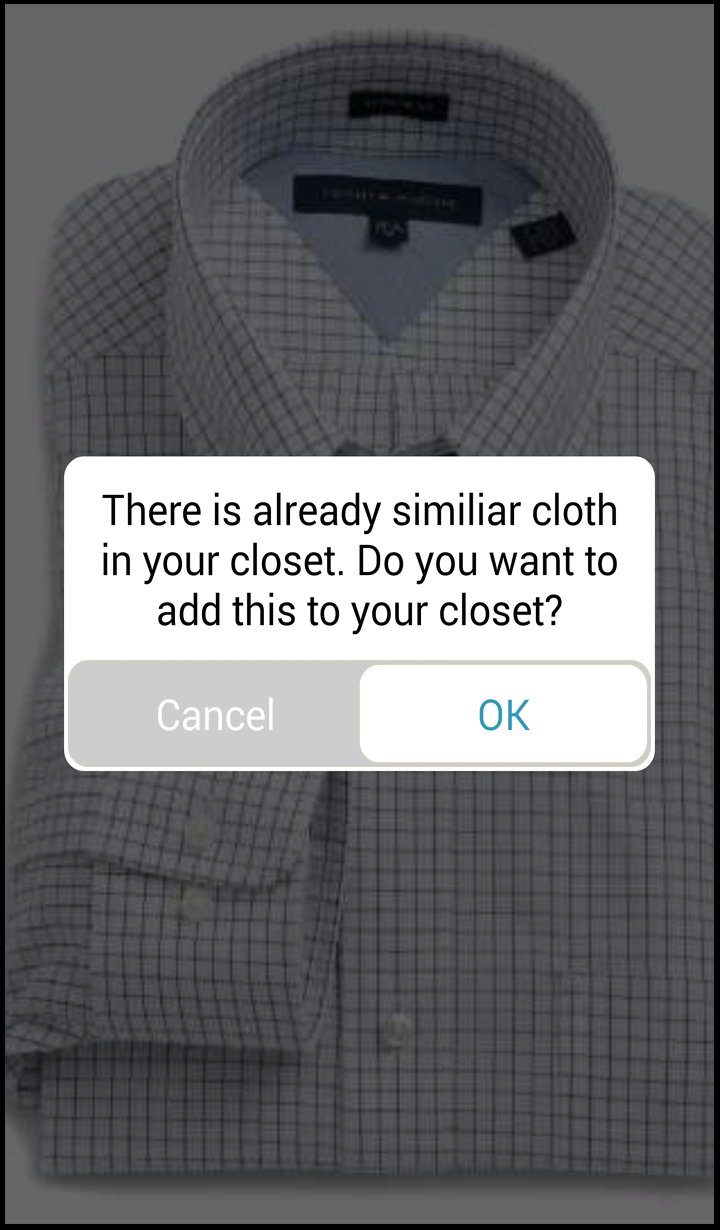 There is already similiar cloth
in your closet. Do you want to
add this to your closet?
Cancel
OK